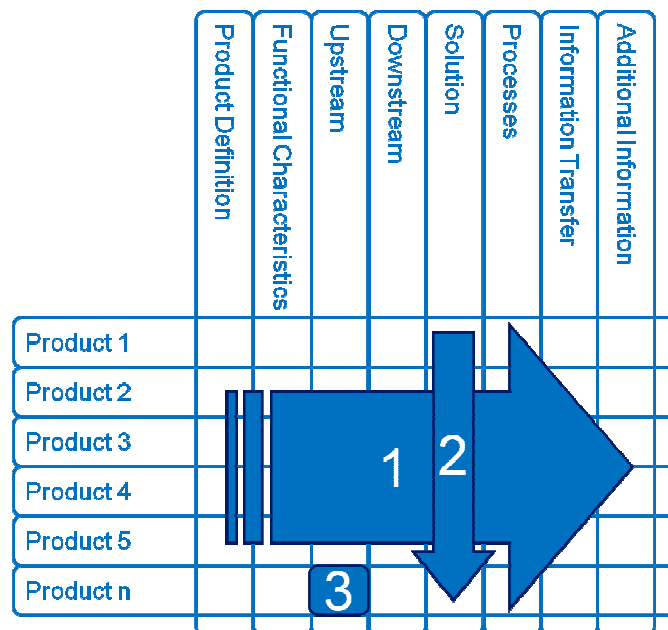 Product Definition
Functional Characteristics
Upstream
Downstream
Solution
Processes
Information Transfer
Additional Information
Product 1
Product 2
Product 3
Product 4
Product 5
Product n
1
2
3